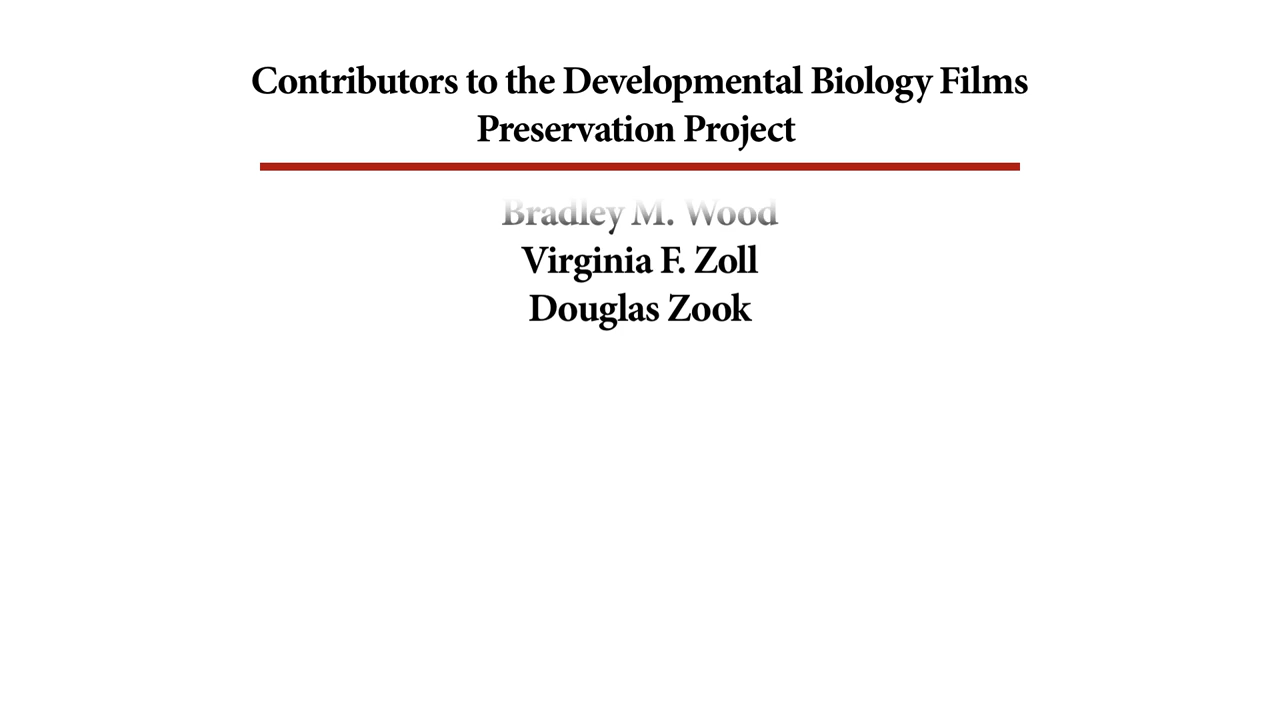 Contributors to the Developmental Biology Films
Preservation Project
Bradley M. Wood
Virginia F. Zoll
Douglas Zook